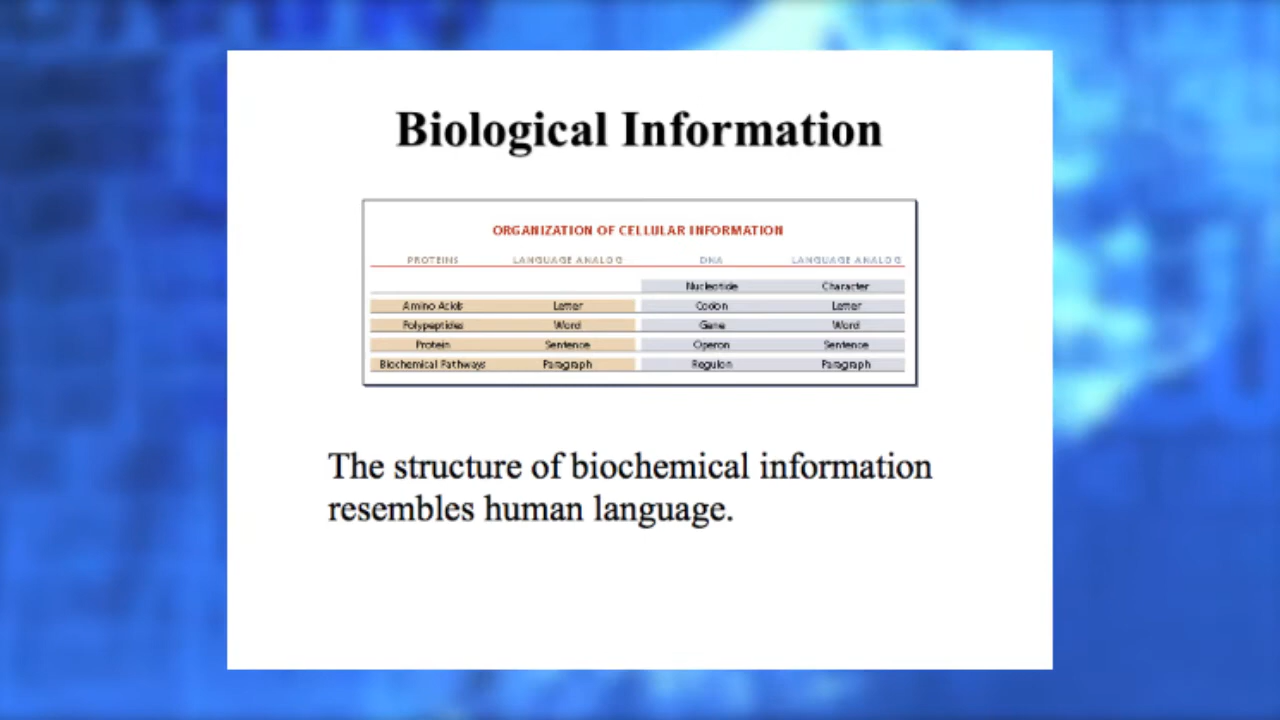 Biological Information
ORGANIZATION OF CELLULAR INFORMATION
PROTEINS LANGUAGE ANALOG DNA LANGUAGE ANALOG
Nucleotide Character
Amino Acids Letter Codon Letter
Polypeptides Word Gene Word
Protein Sentence Operon Sentence
Biochemical Pathways Paragraph Regulon Paragraph
The structure of biochemical information
resembles human language.